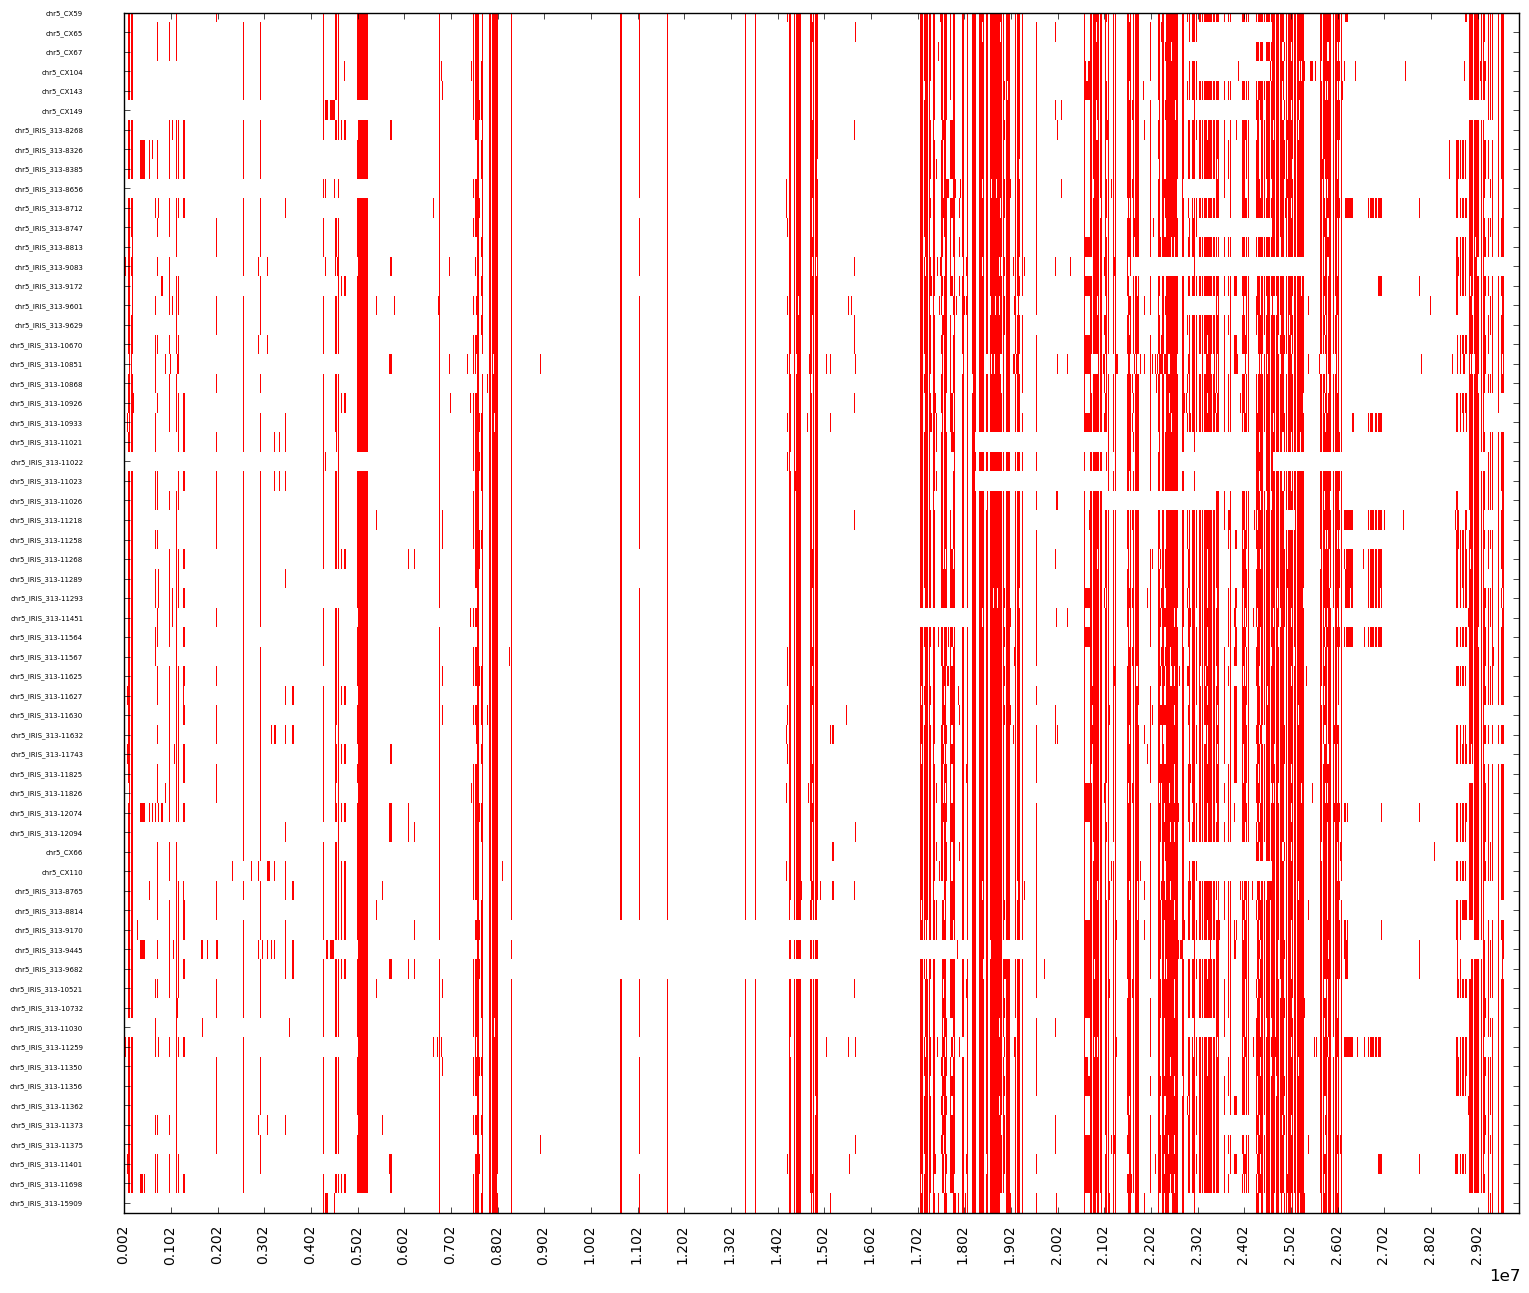 chr5_CX59
chr5_CX65
chr5_CX67
chr5_CX104
chr5_CX143
chr5_CX149
chr5_IRIS_313-8268
chr5_IRIS_313-8326
chr5_IRIS_313-8385
chr5_IRIS_313-8656
chr5_IRIS_313-8712
chr5_IRIS_313-8747
chr5_IRIS_313-8813
chr5_IRIS_313-9083
chr5_IRIS_313-9172
chr5_IRIS_313-9601
chr5_IRIS_313-9629
chr5_IRIS_313-10670
chr5_IRIS_313-10851
chr5_IRIS_313-10868
chr5_IRIS_313-10926
chr5_IRIS_313-10933
chr5_IRIS_313-11021
chr5_IRIS_313-11022
chr5_IRIS_313-11023
chr5_IRIS_313-11026
chr5_IRIS_313-11218
chr5_IRIS_313-11258
chr5_IRIS_313-11268
chr5_IRIS_313-11289
chr5_IRIS_313-11293
chr5_IRIS_313-11451
chr5_IRIS_313-11564
chr5_IRIS_313-11567
chr5_IRIS_313-11625
chr5_IRIS_313-11627
chr5_IRIS_313-11630
chr5_IRIS_313-11632
chr5_IRIS_313-11743
chr5_IRIS_313-11825
chr5_IRIS_313-11826
chr5_IRIS_313-12074
chr5_IRIS_313-12094
chr5_CX66
chr5_CX110
chr5_IRIS_313-8765
chr5_IRIS_313-8814
chr5_IRIS_313-9170
chr5_IRIS_313-9445
chr5_IRIS_313-9682
chr5_IRIS_313-10521
chr5_IRIS_313-10732
chr5_IRIS_313-11030
chr5_IRIS_313-11259
chr5_IRIS_313-11350
chr5_IRIS_313-11356
chr5_IRIS_313-11362
chr5_IRIS_313-11373
chr5_IRIS_313-11375
chr5_IRIS_313-11401
chr5_IRIS_313-11698
chr5_IRIS_313-15909
0.002
0.102
0.202
0.302
0.402
0.502
0.602
0.702
0.802
0.902
1.002
1.102
1.202
1.302
1.402
1.502
1.602
1.702
1.802
1.902
2.002
2.102
2.202
2.302
2.402
2.502
2.602
2.702
2.802
2.902
1e7